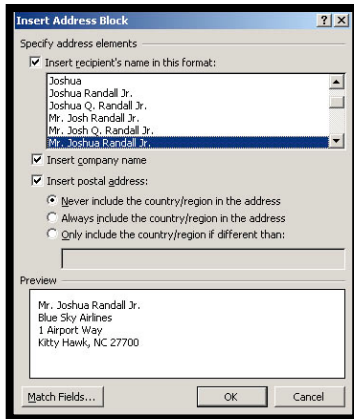 Insert Address Block
Specify address elements
Insert recipient's name in this format:
Joshua
Joshua Randall Jr.
Joshua Q. Randall Jr.
Mr. Josh Randall Jr.
Mr. Josh Q. Randall Jr.
Mr. Joshua Randall Jr.
Insert company name
Insert postal address:
Never include the country/region in the address
Always include the country/region in the address
Only include the country/region if different than:
Preview
Mr. Joshua Randall Jr.
Blue Sky Airlines
1 Airport Way
Kitty Hawk, NC 27700
Match Fields... OK Cancel